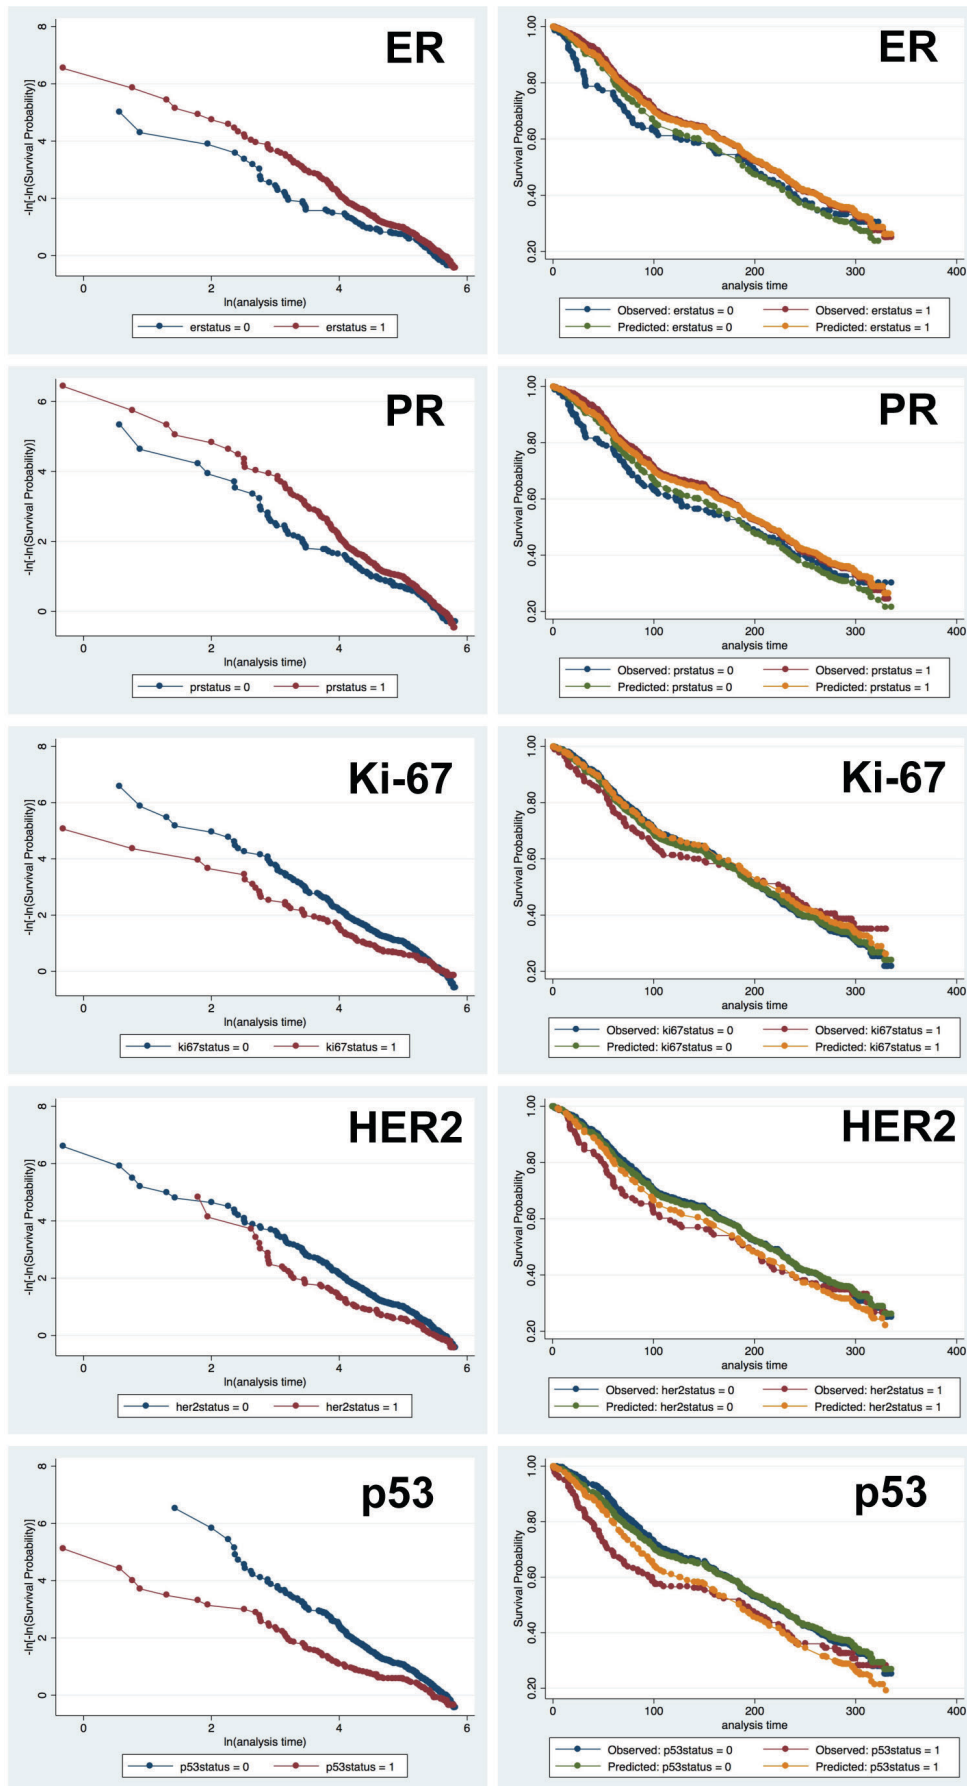 ER
-ln[-ln(Survival Probability)]
8
6
4
2
0
0 2 4 6
ln(analysis time)
erstatus = 0 erstatus = 1
ER
Survival Probability
1.00
0.80
0.60
0.40
0.20
0 100 200 300 400
analysis time
Observed: erstatus = 0 Observed: erstatus = 1
Predicted: erstatus = 0 Predicted: erstatus = 1
PR
-ln[-ln(Survival Probability)]
6
4
2
0
0 2 4 6
ln(analysis time)
prstatus = 0 prstatus = 1
PR
Survival Probability
1.00
0.80
0.60
0.40
0.20
0 100 200 300 400
analysis time
Observed: prstatus = 0 Observed: prstatus = 1
Predicted: prstatus = 0 Predicted: prstatus = 1
Ki-67
-ln[-ln(Survival Probability)]
8
6
4
2
0
0 2 4 6
ln(analysis time)
ki67status = 0 ki67status = 1
Ki-67
Survival Probability
1.00
0.80
0.60
0.40
0.20
0 100 200 300 400
analysis time
Observed: ki67status = 0 Observed: ki67status = 1
Predicted: ki67status = 0 Predicted: ki67status = 1
HER2
-ln[-ln(Survival Probability)]
8
6
4
2
0
0 2 4 6
ln(analysis time)
her2status = 0 her2status = 1
HER2
Survival Probability
1.00
0.80
0.60
0.40
0.20
0 100 200 300 400
analysis time
Observed: her2status = 0 Observed: her2status = 1
Predicted: her2status = 0 Predicted: her2status = 1
p53
-ln[-ln(Survival Probability)]
8
6
4
2
0
0 2 4 6
ln(analysis time)
p53status = 0 p53status = 1
p53
Survival Probability
1.00
0.80
0.60
0.40
0.20
0 100 200 300 400
analysis time
Observed: p53status = 0 Observed: p53status = 1
Predicted: p53status = 0 Predicted: p53status = 1